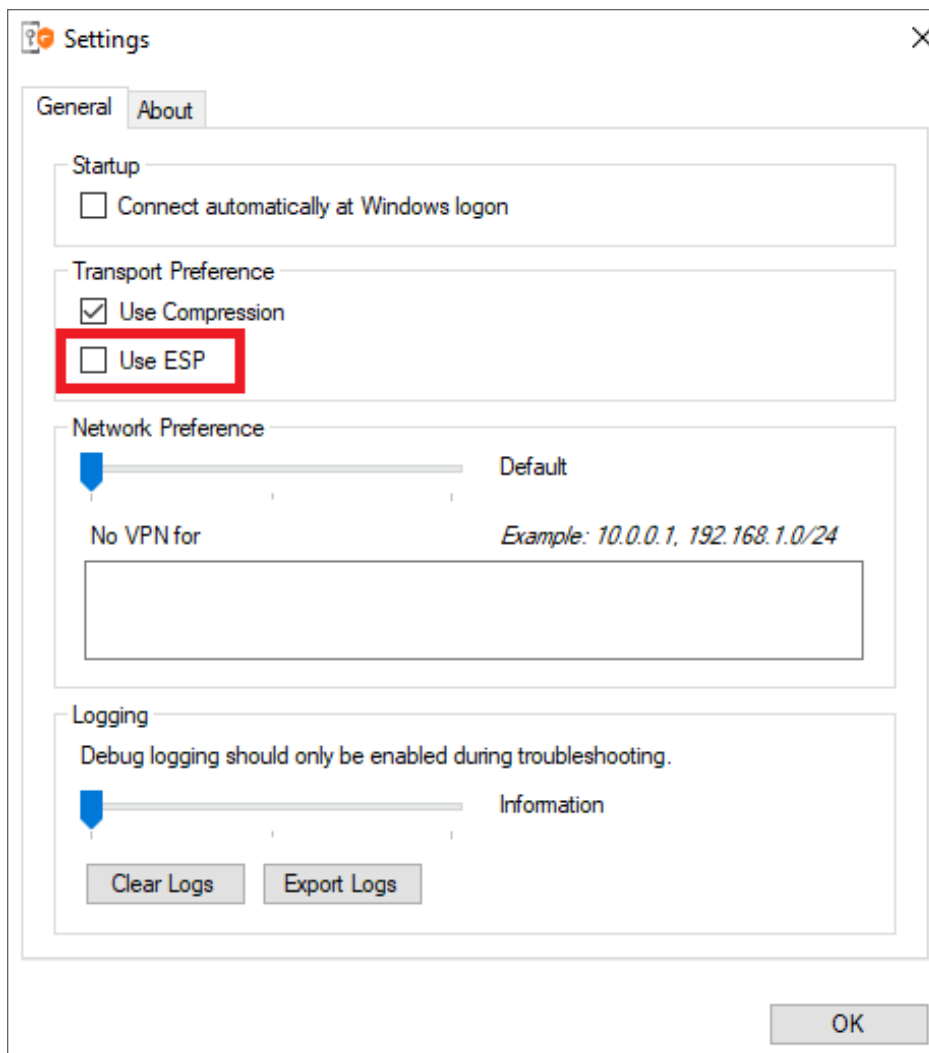 Settings
General
About
Startup
Connect automatically at Windows logon
Transport Preference
Use Compression
Use ESP
Network Preference
Default
No VPN for
Example: 10.0.0.1, 192.168.1.0/24
Logging
Debug logging should only be enabled during troubleshooting.
Information
Clear Logs
Export Logs
OK